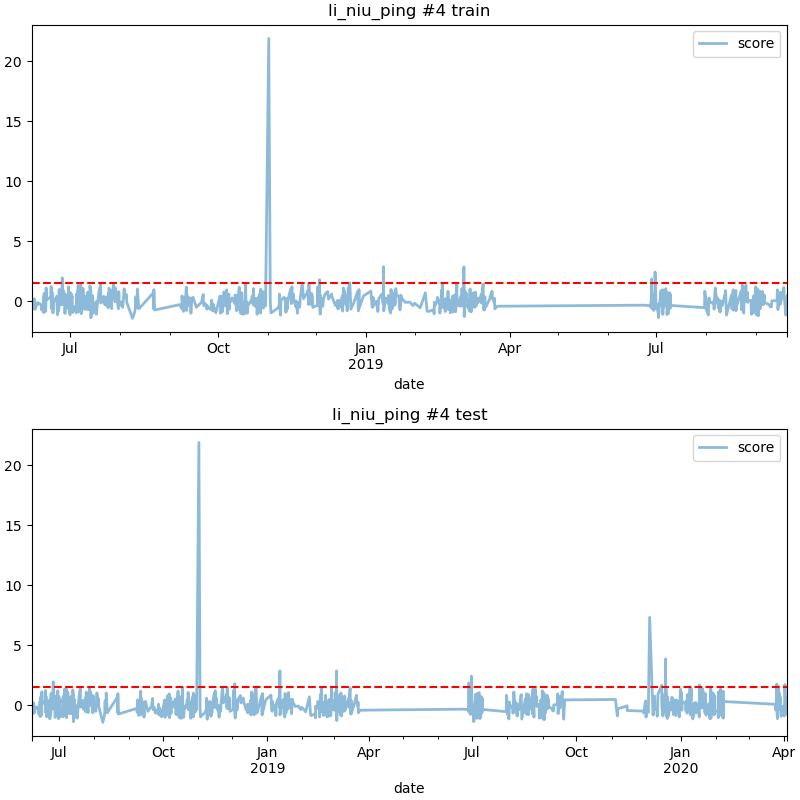 li_niu_ping #4 train
score
20
15
10
5
0
Jul
Oct
Jan
2019
Apr
Jul
date
li_niu_ping #4 test
score
20
15
10
5
0
Jul
Oct
Jan
2019
Apr
Jul
Oct
Jan
2020
Apr
date